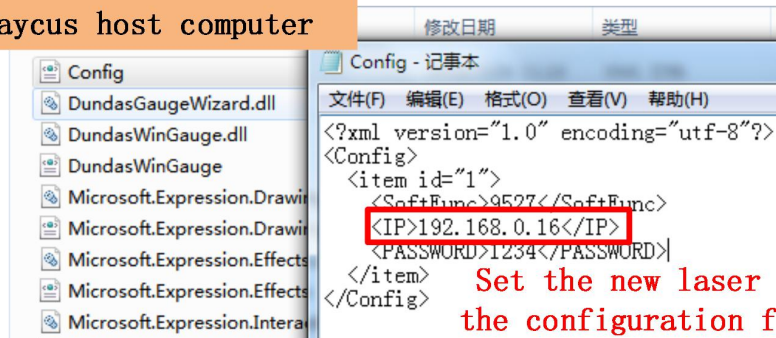 aycus host computer
修改日期 类型
Config
DundasGaugeWizard.dll
DundasWinGauge.dll
DundasWinGauge
Microsoft.Expression.Drawin
Microsoft.Expression.Drawin
Microsoft.Expression.Effects
Microsoft.Expression.Effects
Microsoft.Expression.Intera
Config - 记事本
文件(F) 编辑(E) 格式(O) 查看(V) 帮助(H)
<?xml version="1.0" encoding="utf-8"?>
<Config>
<item id="1">
<SoftFunc>9527</SoftFunc>
<IP>192.168.0.16</IP>
<PASSWORD>1234</PASSWORD>
</item>
</Config>
Set the new laser
the configuration f